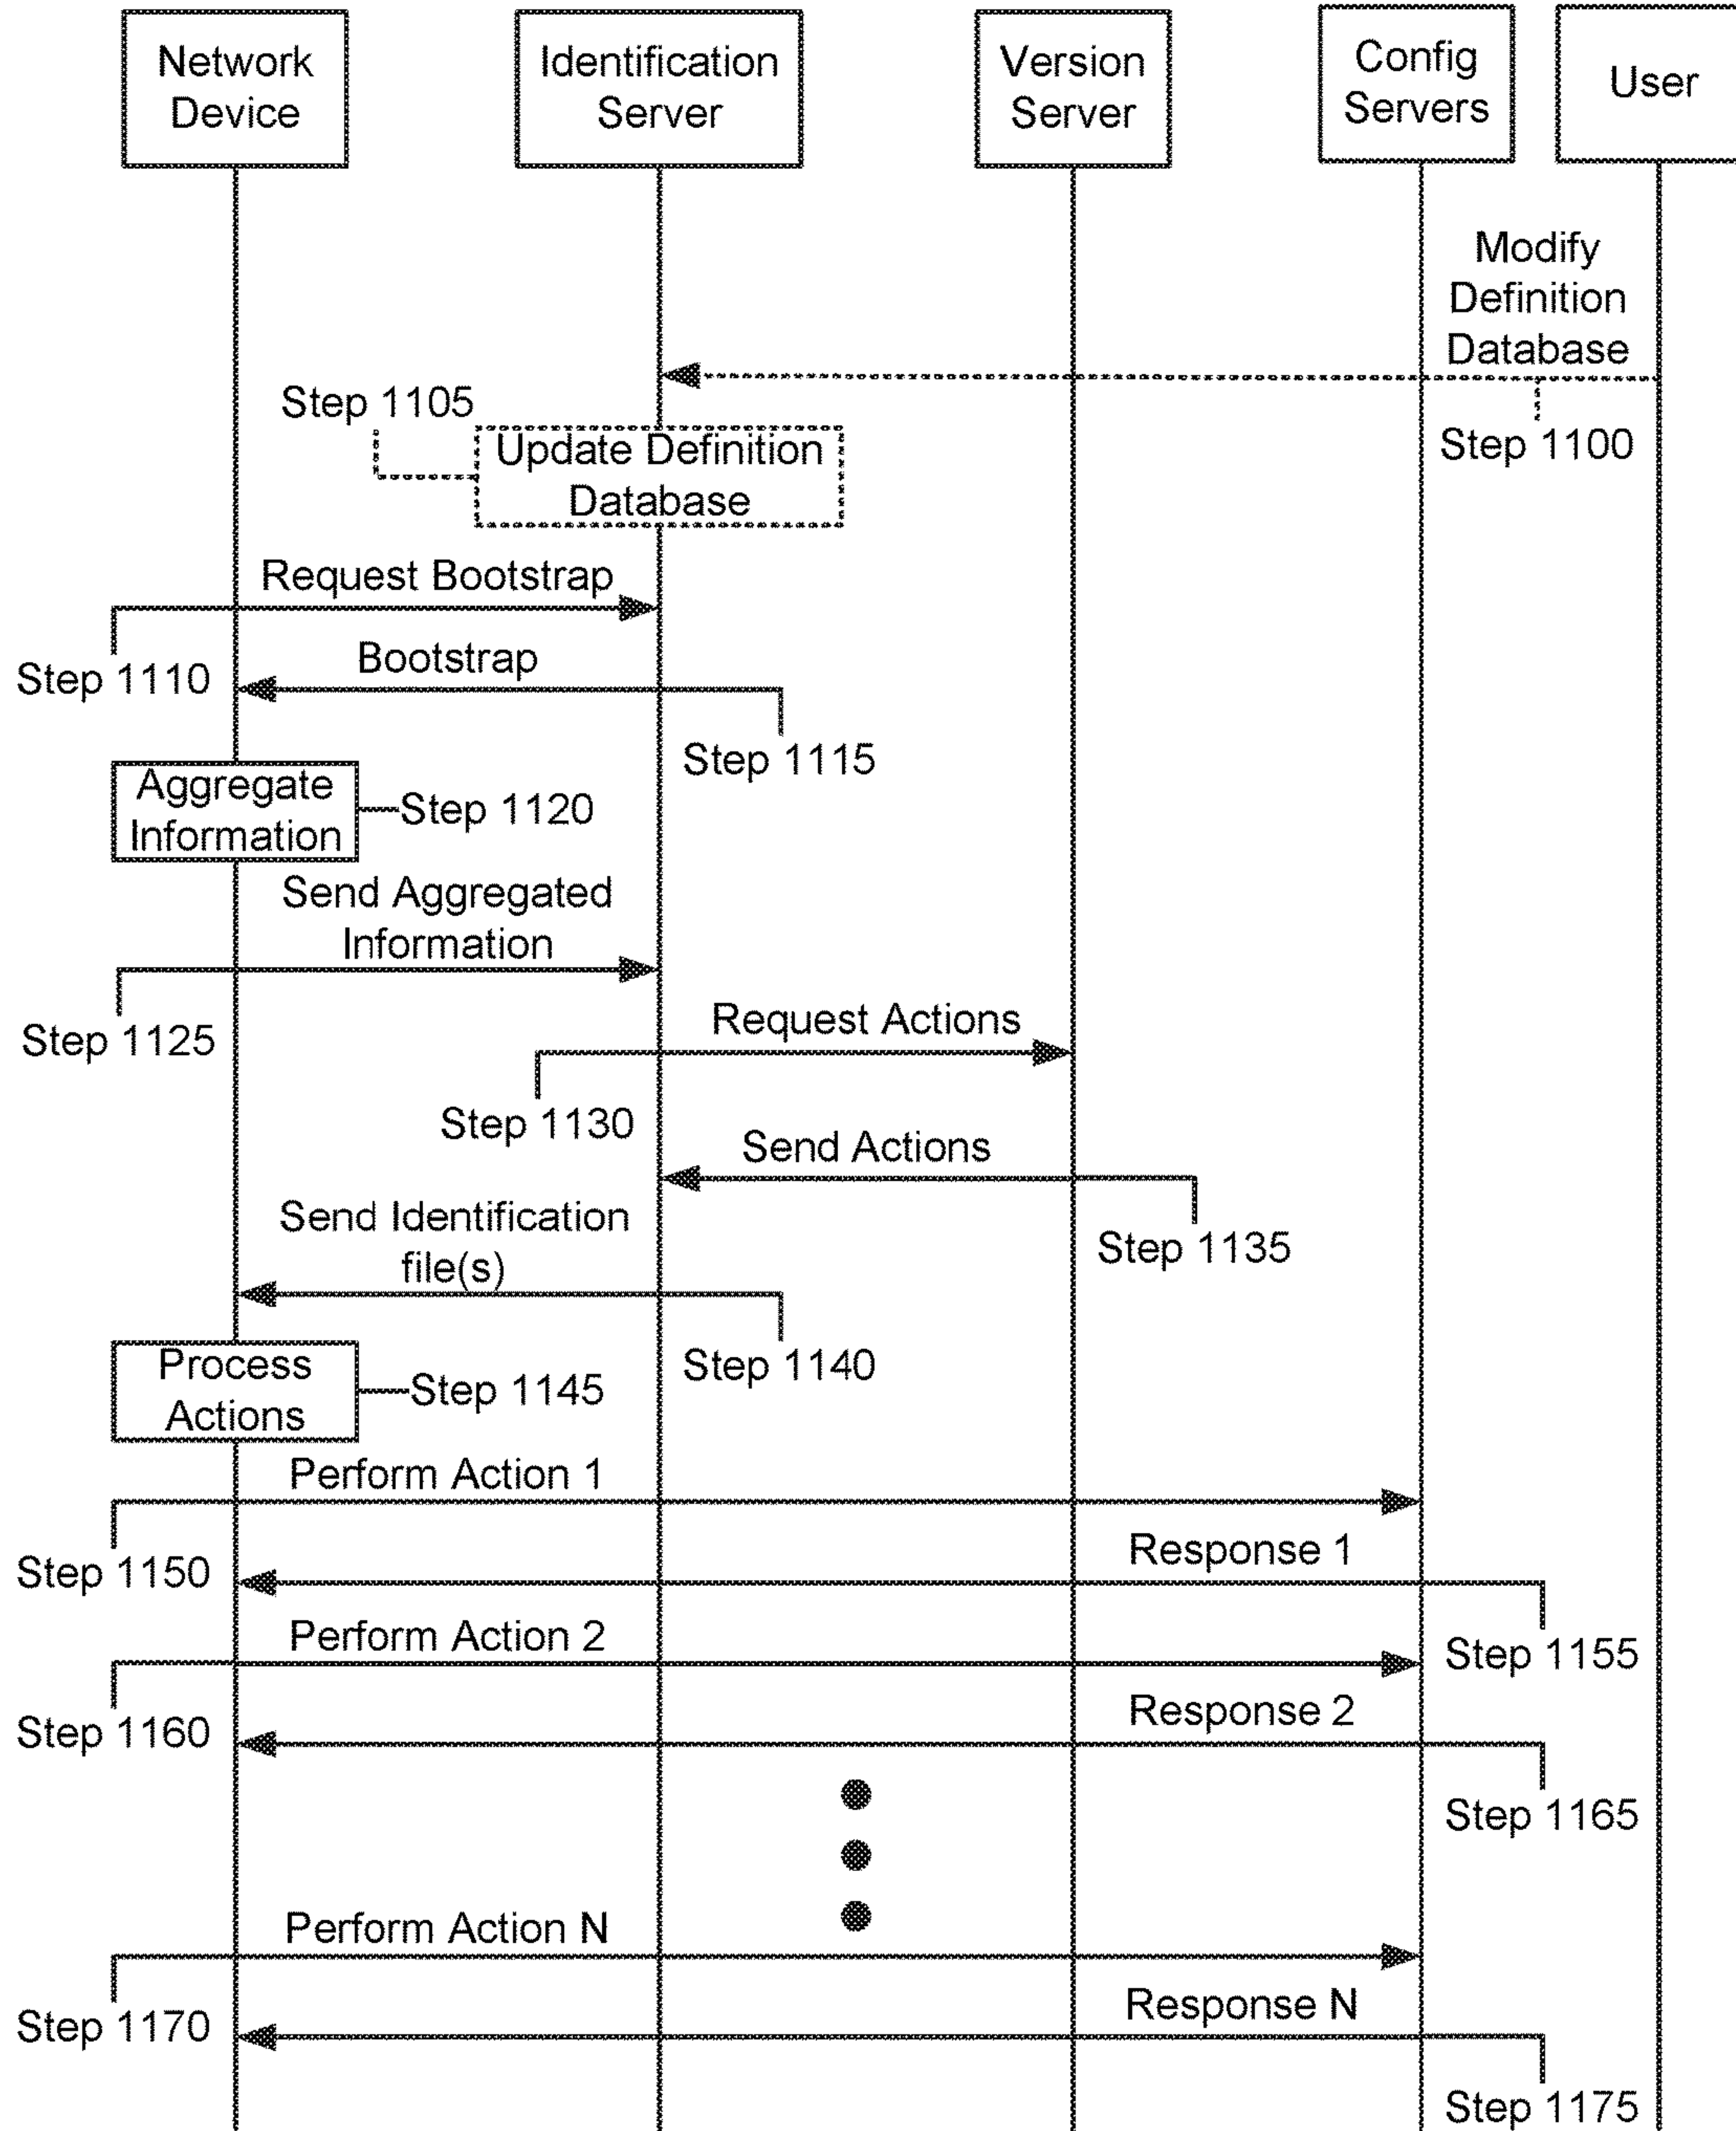 Network
Device
Identification
Server
Version
Server
Config
Servers
User
Modify
Definition
Database
Step 1100
Step 1105
Update Definition
Database
Request Bootstrap
Step 1110
Bootstrap
Step 1115
Aggregate
Information
Step 1120
Send Aggregated
Information
Step 1125
Request Actions
Step 1130
Send Actions
Step 1135
Send Identification
file(s)
Step 1140
Process
Actions
Step 1145
Perform Action 1
Step 1150
Response 1
Step 1155
Perform Action 2
Step 1160
Response 2
Step 1165
Perform Action N
Step 1170
Response N
Step 1175